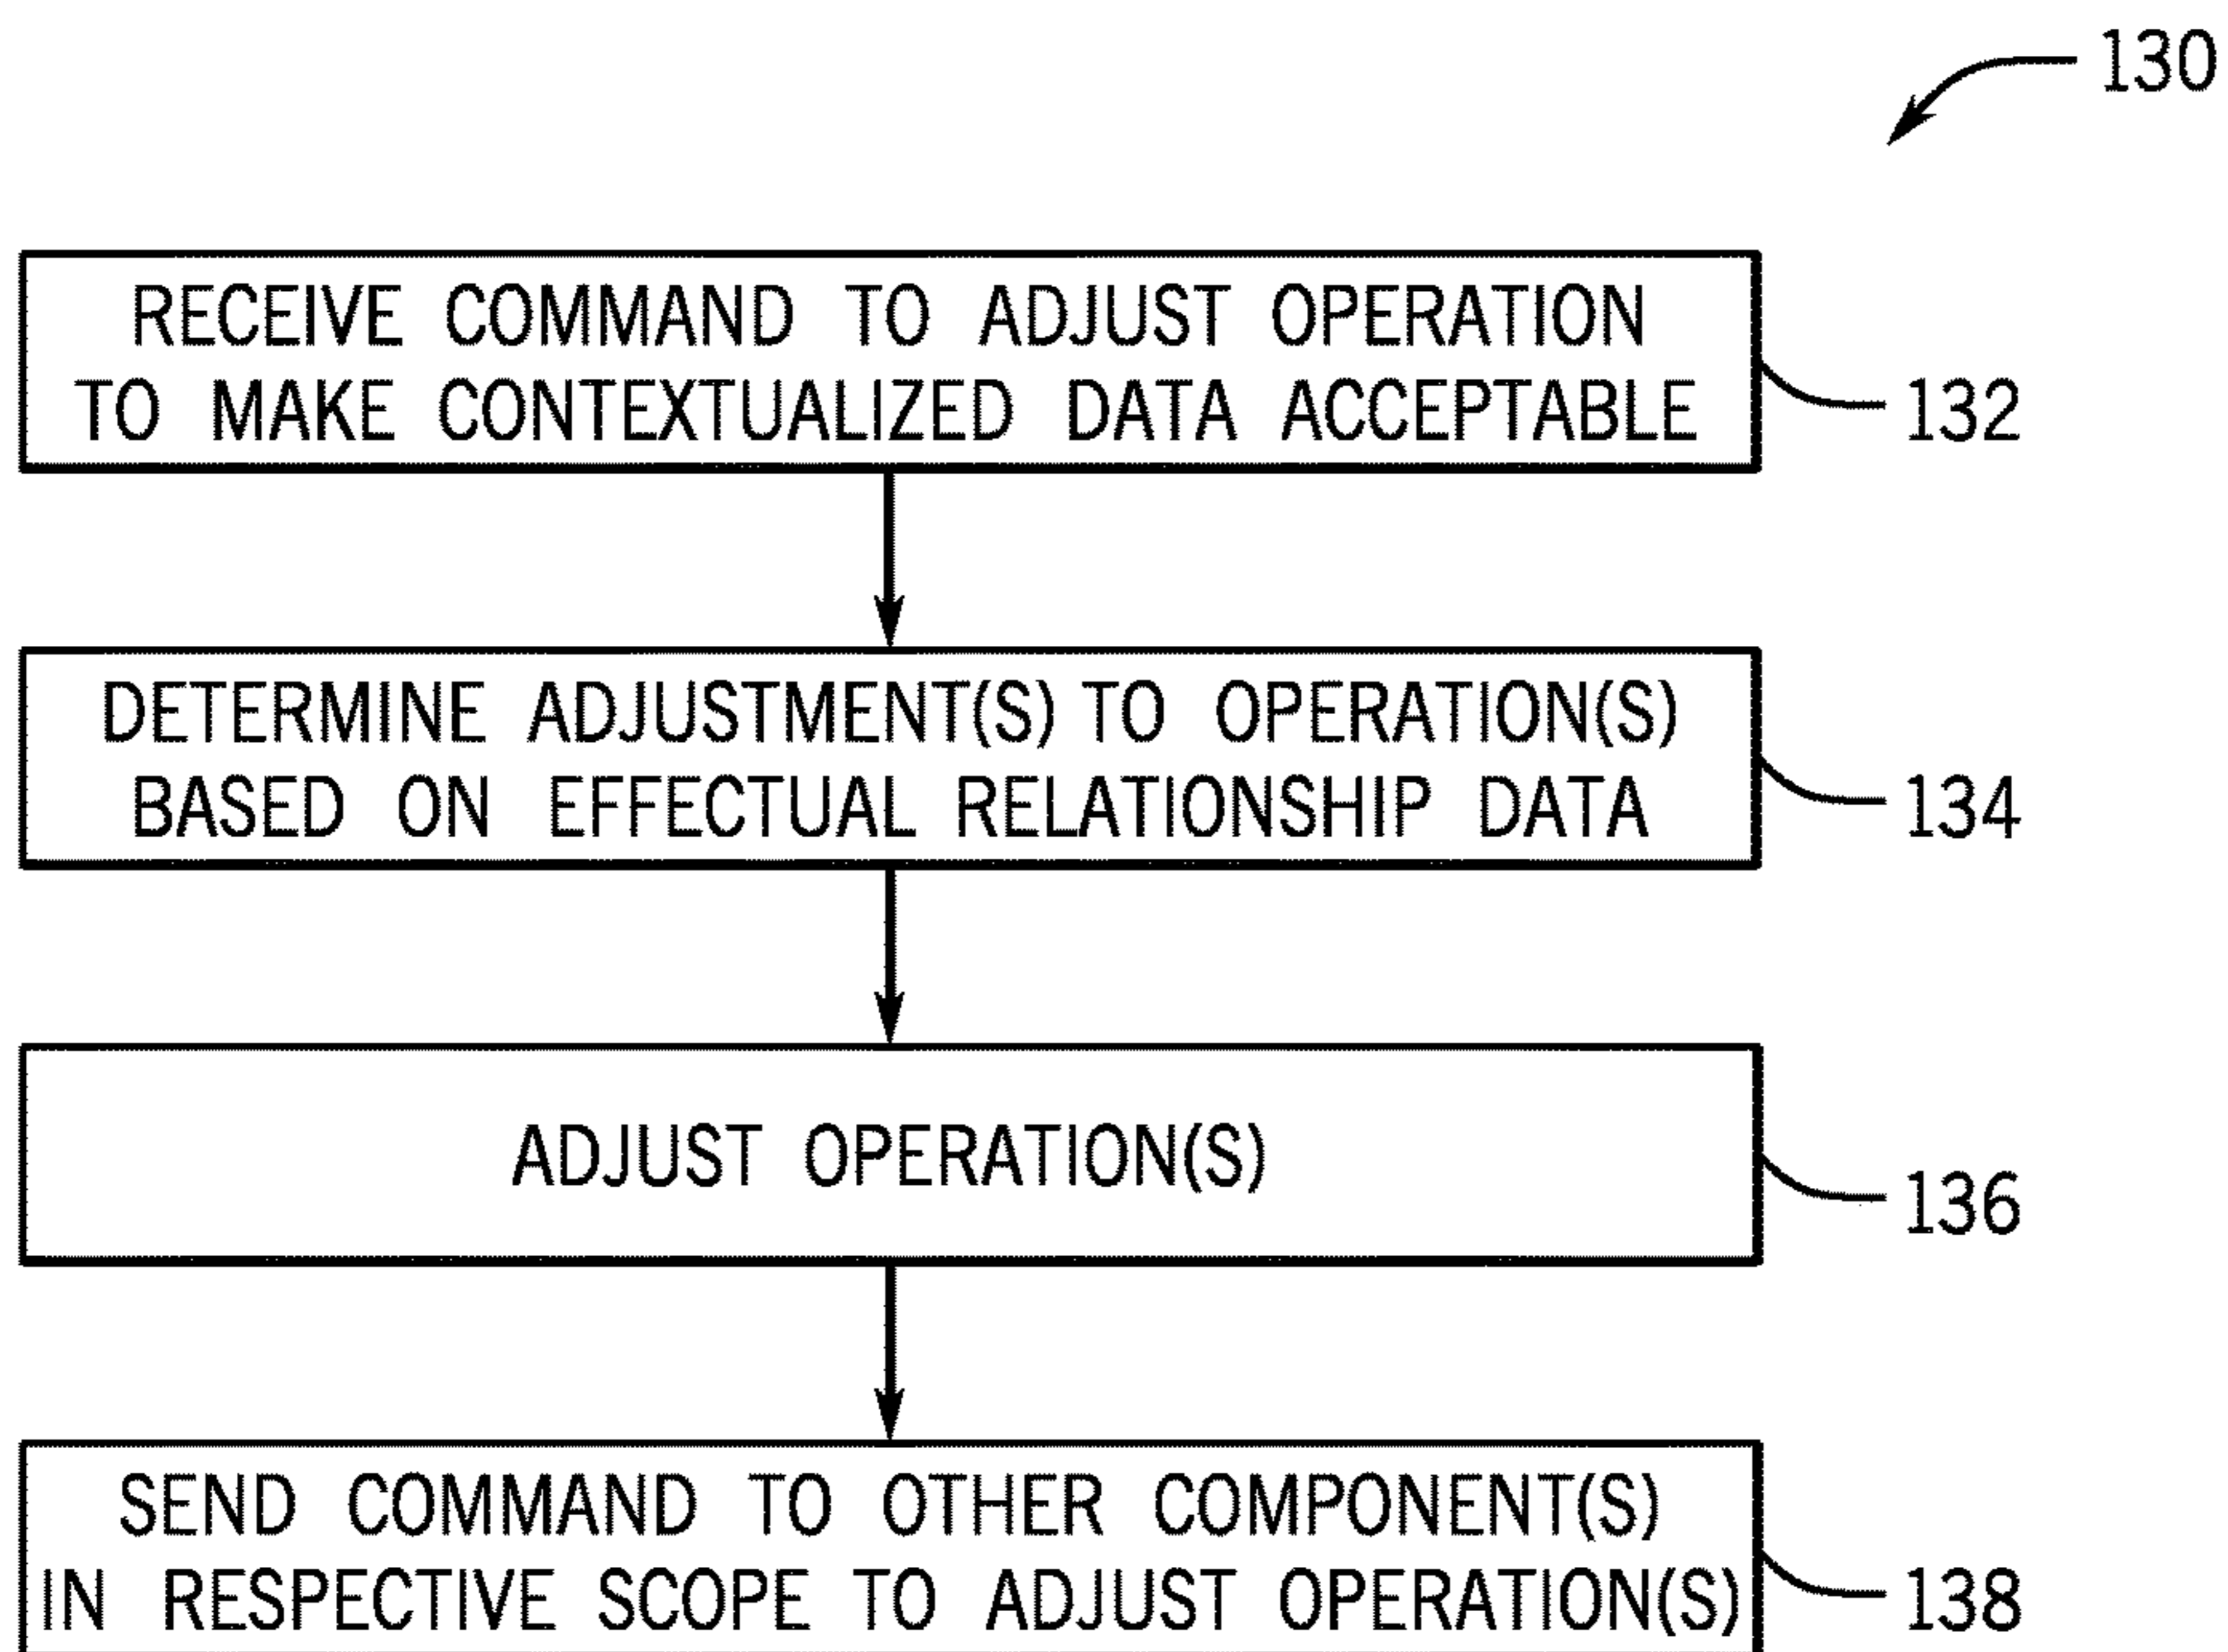 130
RECEIVE COMMAND TO ADJUST OPERATION
TO MAKE CONTEXTUALIZED DATA ACCEPTABLE
132
DETERMINE ADJUSTMENT(S) TO OPERATION(S)
BASED ON EFFECTUAL RELATIONSHIP DATA
134
ADJUST OPERATION(S)
136
SEND COMMAND TO OTHER COMPONENT(S)
IN RESPECTIVE SCOPE TO ADJUST OPERATION(S)
138